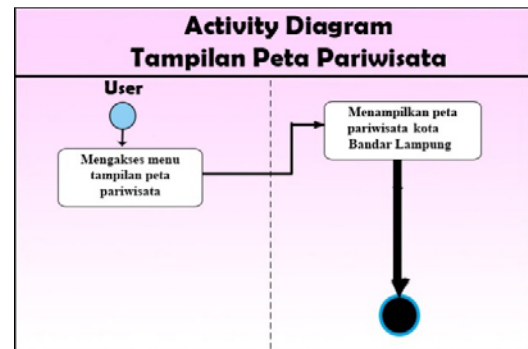 Activity Diagram
Tampilan Peta Pariwisata
User
Mengakses menu
tampilan peta
pariwisata
Menampilkan peta
pariwisata kota
Bandar Lampung